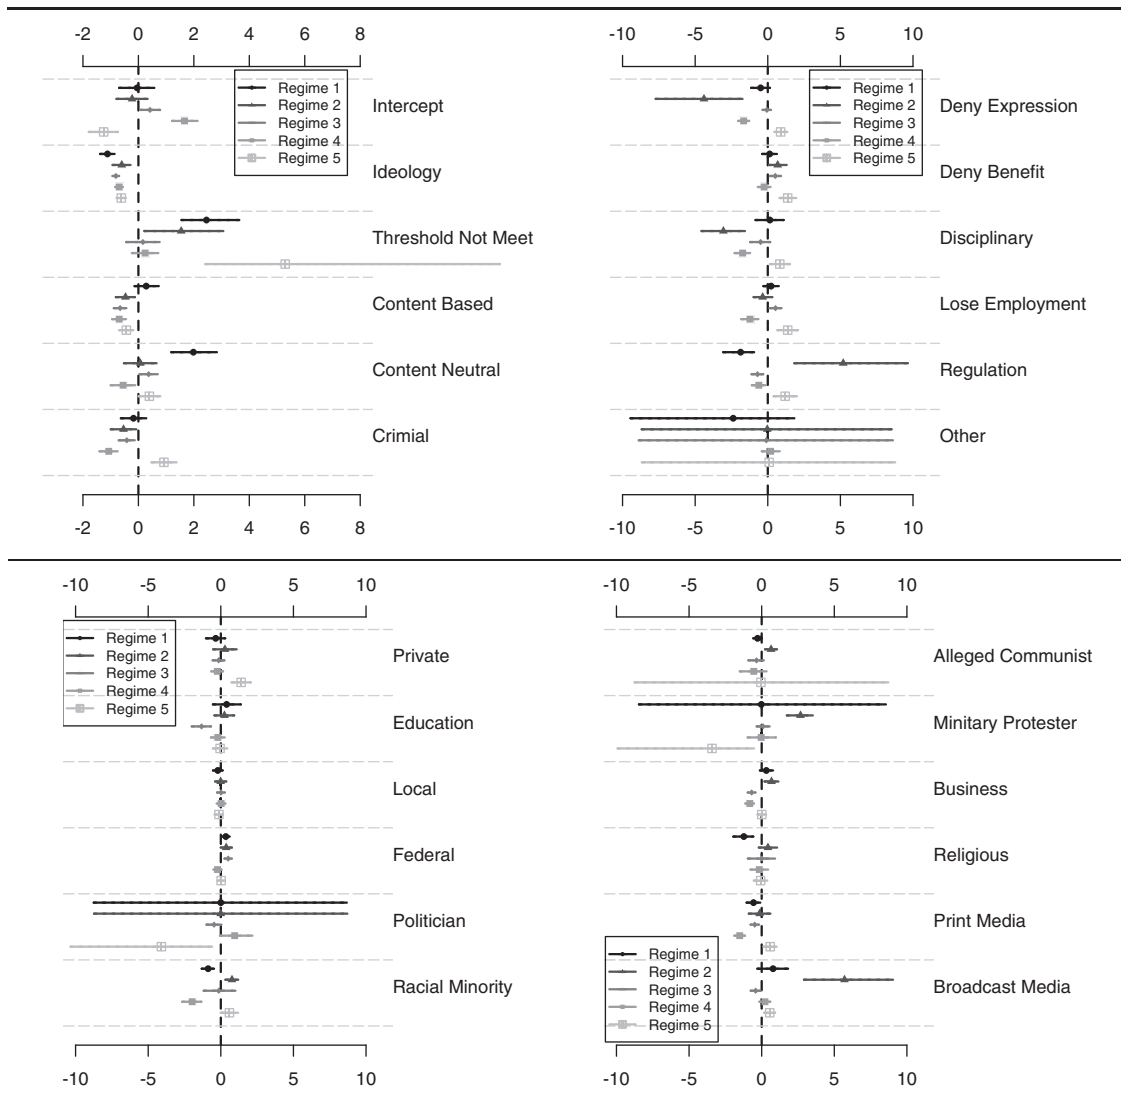 -2 0 2 4 6 8
Regime 1
Regime 2
Regime 3
Regime 4
Regime 5
Intercept
Ideology
Threshold Not Meet
Content Based
Content Neutral
Crimial
-2 0 2 4 6 8
-10 -5 0 5 10
Regime 1
Regime 2
Regime 3
Regime 4
Regime 5
Deny Expression
Deny Benefit
Disciplinary
Lose Employment
Regulation
Other
-10 -5 0 5 10
-10 -5 0 5 10
Regime 1
Regime 2
Regime 3
Regime 4
Regime 5
Private
Education
Local
Federal
Politician
Racial Minority
-10 -5 0 5 10
-10 -5 0 5 10
Alleged Communist
Minitary Protester
Business
Religious
Print Media
Broadcast Media
Regime 1
Regime 2
Regime 3
Regime 4
Regime 5
-10 -5 0 5 10